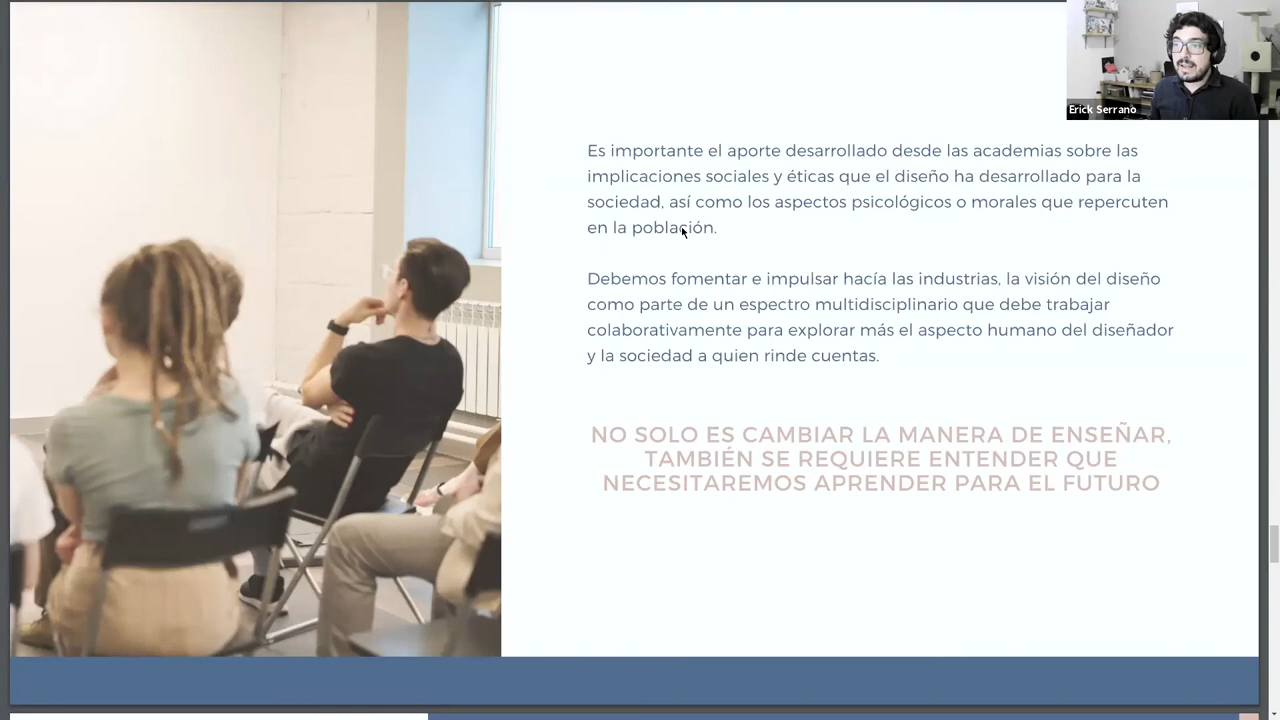 Erick Serrano
Es importante el aporte desarrollado desde las academias sobre las
implicaciones sociales y éticas que el diseño ha desarrollado para la
sociedad, así como los aspectos psicológicos o morales que repercuten
en la población.
Debemos fomentar e impulsar hacía las industrias, la visión del diseño
como parte de un espectro multidisciplinario que debe trabajar
colaborativamente para explorar más el aspecto humano del diseñador
y la sociedad a quien rinde cuentas.
NO SOLO ES CAMBIAR LA MANERA DE ENSEÑAR,
TAMBIÉN SE REQUIERE ENTENDER QUE
NECESITAREMOS APRENDER PARA EL FUTURO